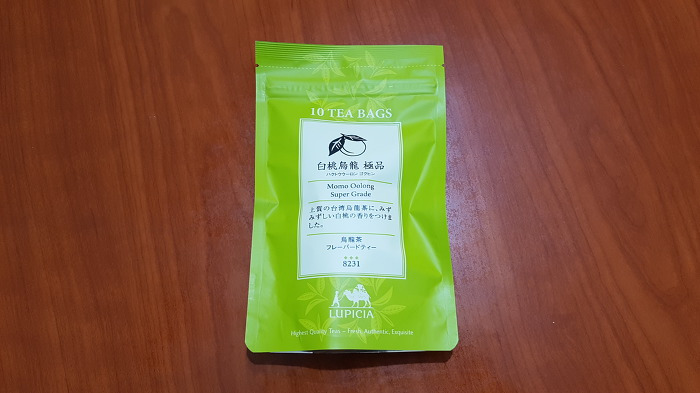 10 TEA BAGS
白桃烏龍 極品
ハクトウウーロン ゴクヒン
Momo Oolong
Super Grade
上質の台湾烏龍茶に、みず
みずしい白桃の香りをつけま
した。
烏龍茶
フレーバードティー
8231
LUPICIA
Highest Quality Teas – Fresh, Authentic, Exquisite